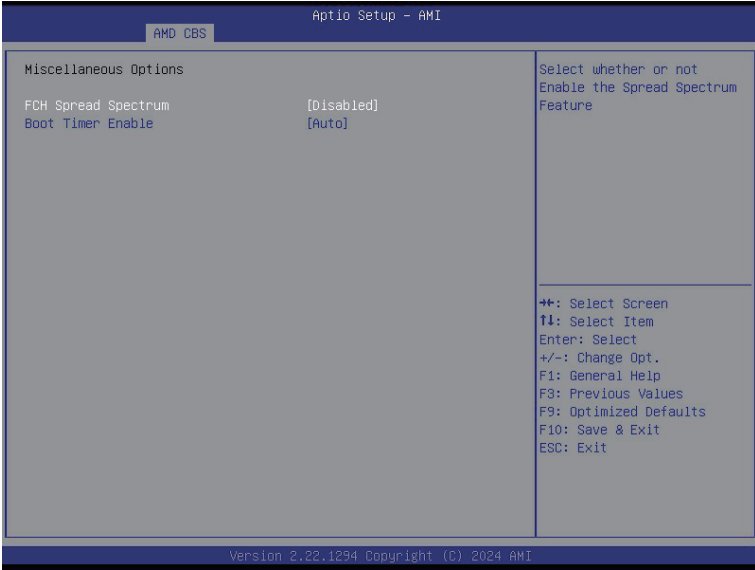 Aptio Setup – AMI
AMD CBS
Miscellaneous Options
FCH Spread Spectrum [Disabled]
Boot Timer Enable [Auto]
Select whether or not
Enable the Spread Spectrum
Feature
→←: Select Screen
↑↓: Select Item
Enter: Select
+/-: Change Opt.
F1: General Help
F3: Previous Values
F9: Optimized Defaults
F10: Save & Exit
ESC: Exit
Version 2.22.1294 Copyright (C) 2024 AMI